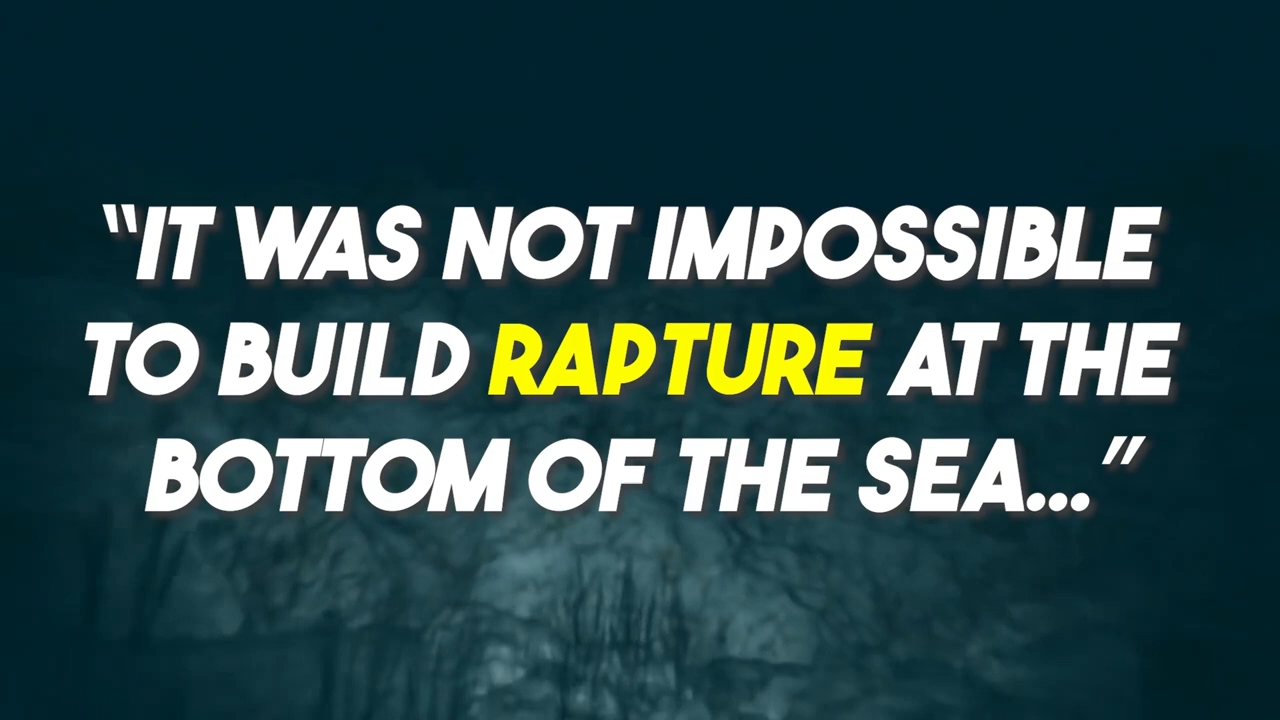 “IT WAS NOT IMPOSSIBLE
TO BUILD RAPTURE AT THE
BOTTOM OF THE SEA...”